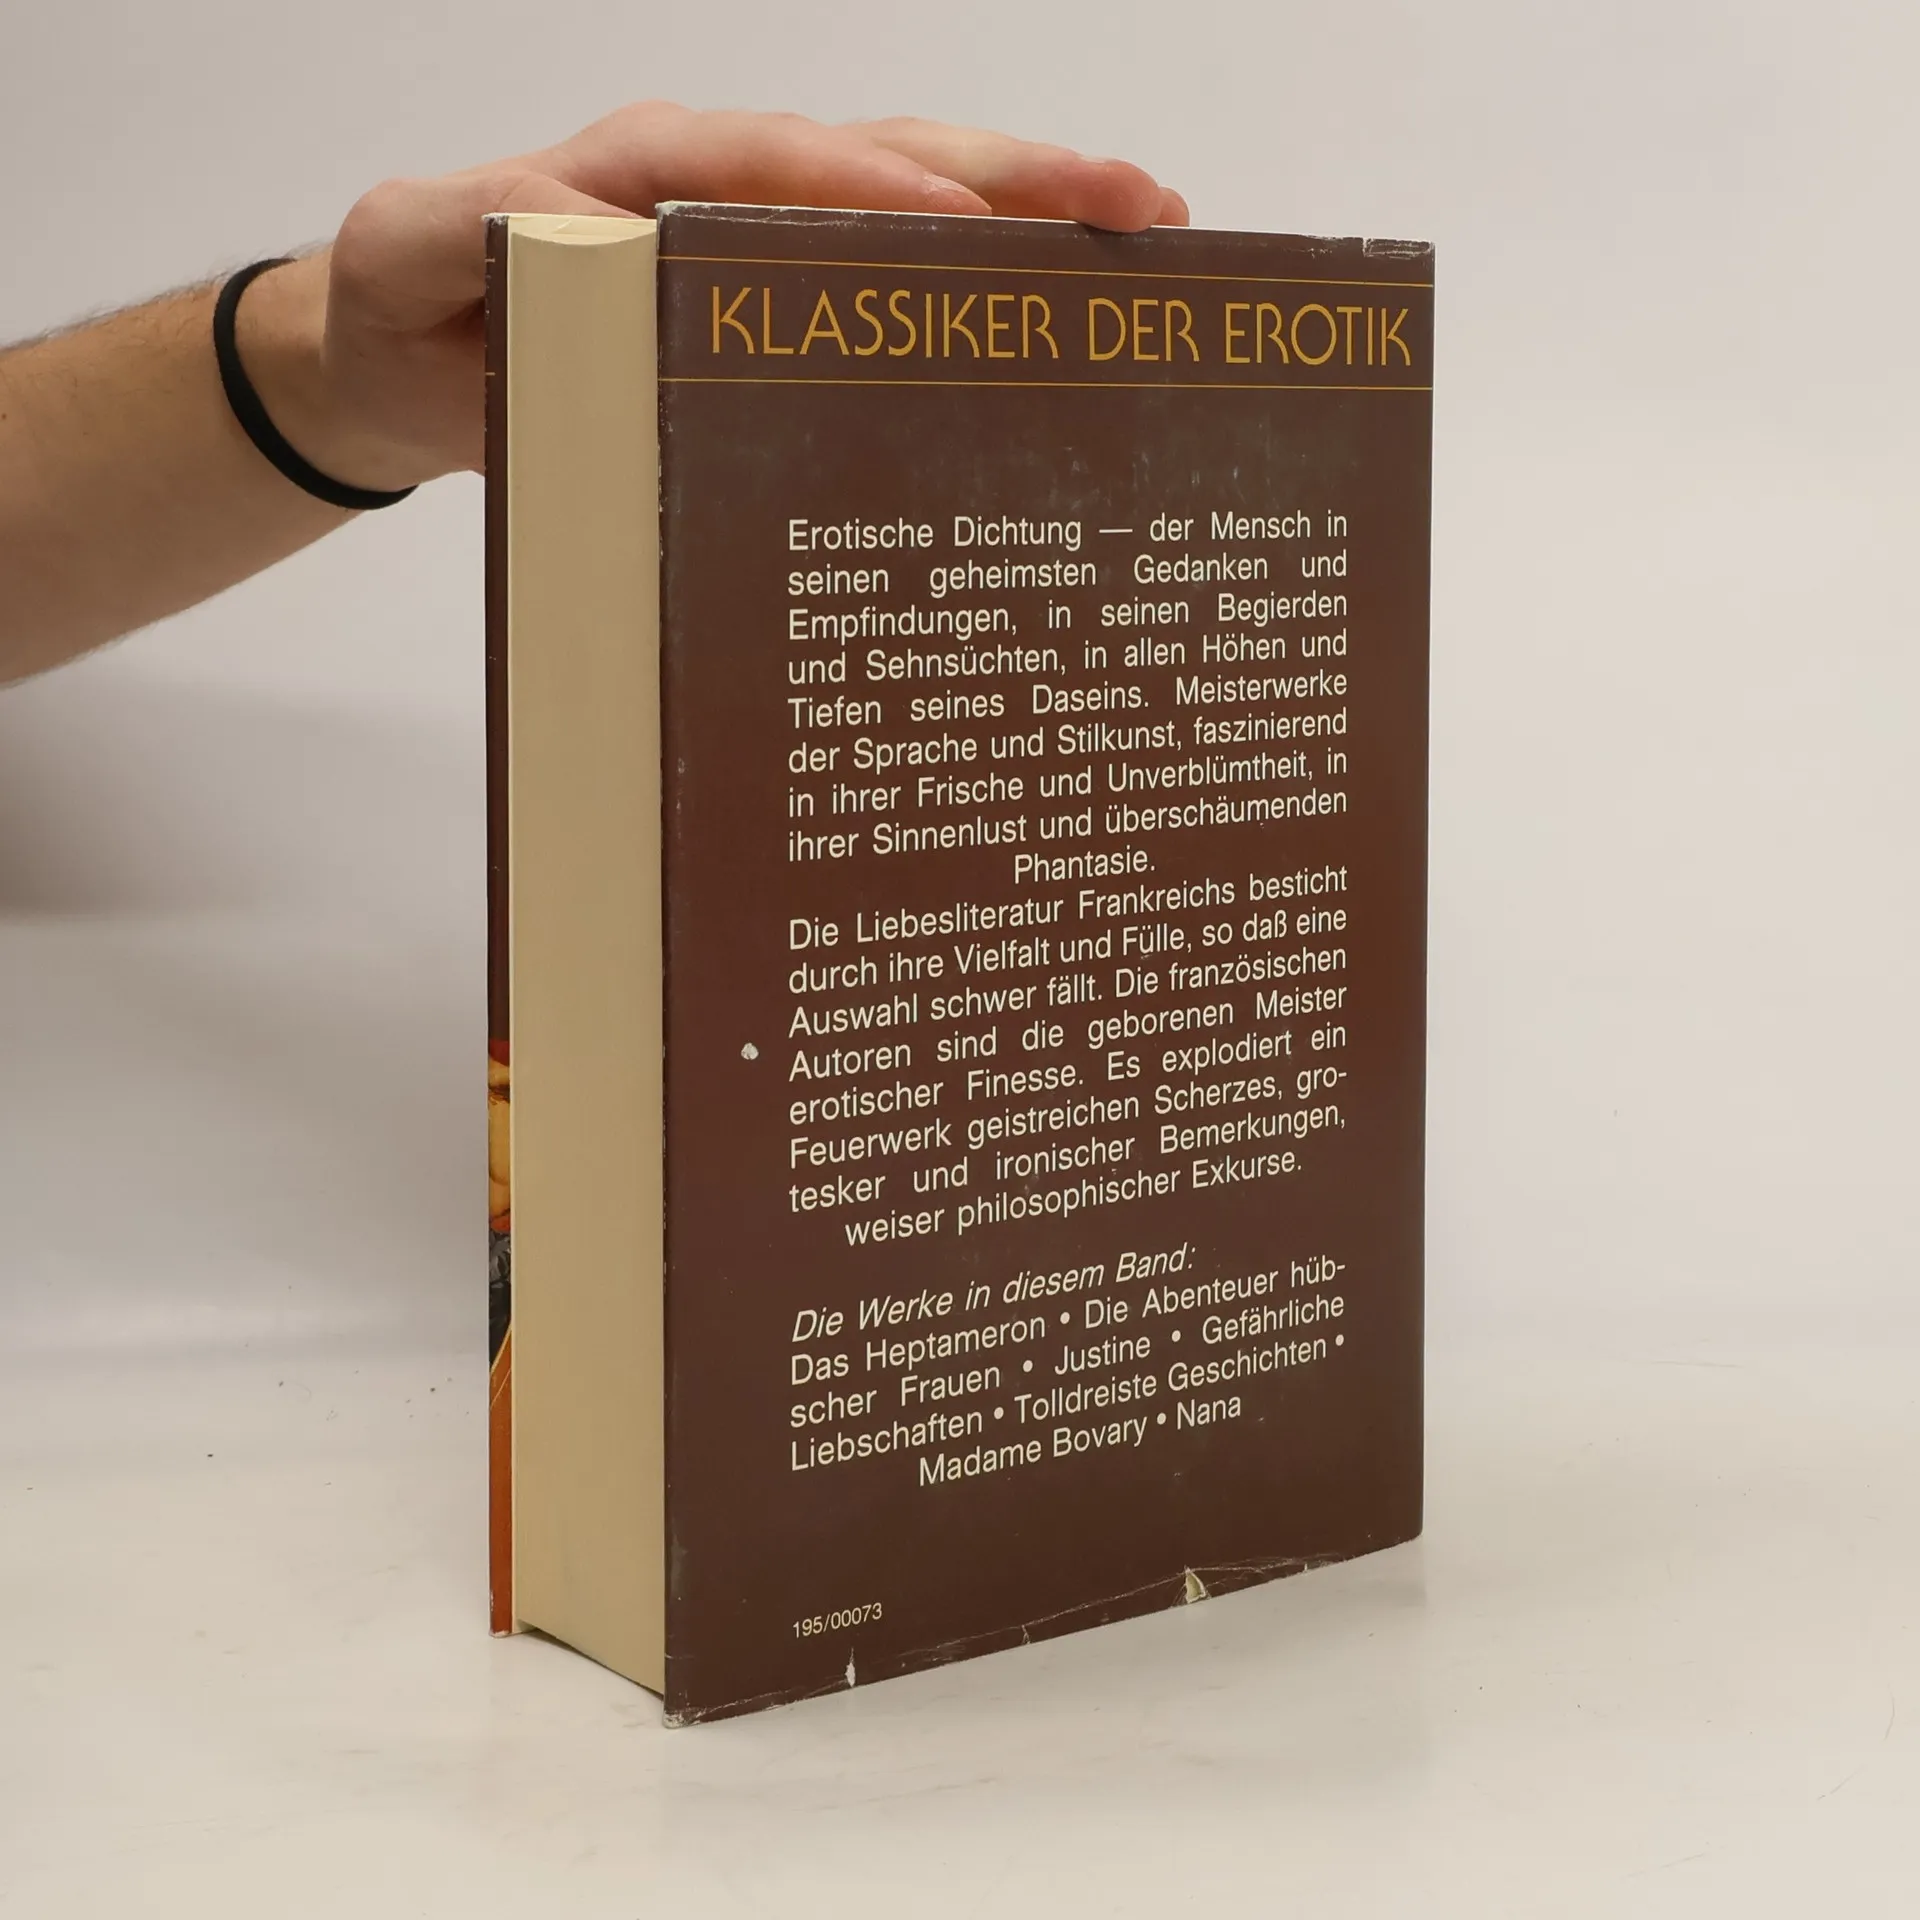 KLASSIKER DER EROTIK
Erotische Dichtung — der Mensch in
seinen geheimsten Gedanken und
Empfindungen, in seinen Begierden
und Sehnsüchten, in allen Höhen und
Tiefen seines Daseins. Meisterwerke
der Sprache und Stilkunst, faszinierend
in ihrer Frische und Unverblümtheit, in
ihrer Sinnenlust und überschäumenden
Phantasie.
Die Liebesliteratur Frankreichs besticht
durch ihre Vielfalt und Fülle, so daß eine
Auswahl schwer fällt. Die französischen
Autoren sind die geborenen Meister
erotischer Finesse. Es explodiert ein
Feuerwerk geistreichen Scherzes, gro-
tesker und ironischer Bemerkungen,
weiser philosophischer Exkurse.
Die Werke in diesem Band:
Das Heptameron • Die Abenteuer hüb-
scher Frauen • Justine • Gefährliche
Liebschaften • Tolldreiste Geschichten •
Madame Bovary • Nana
195/00073